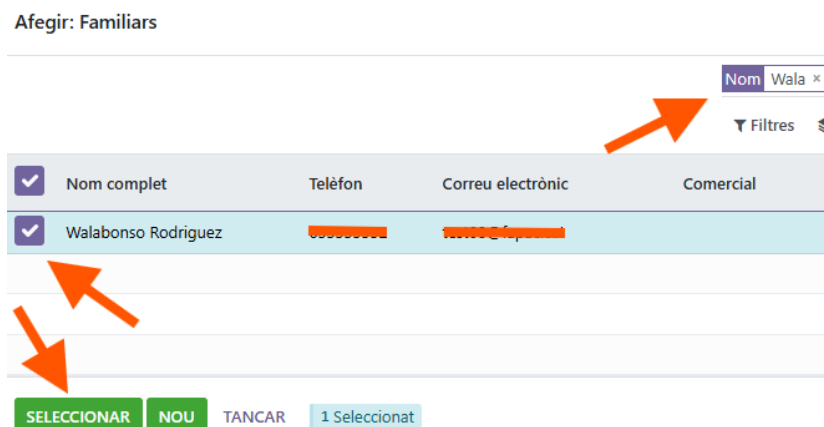 Afegir: Familiars
Nom Wala ×
Filtres
Nom complet Telèfon Correu electrònic Comercial
Walabonso Rodriguez
SELECCIONAR NOU TANCAR 1 Seleccionat